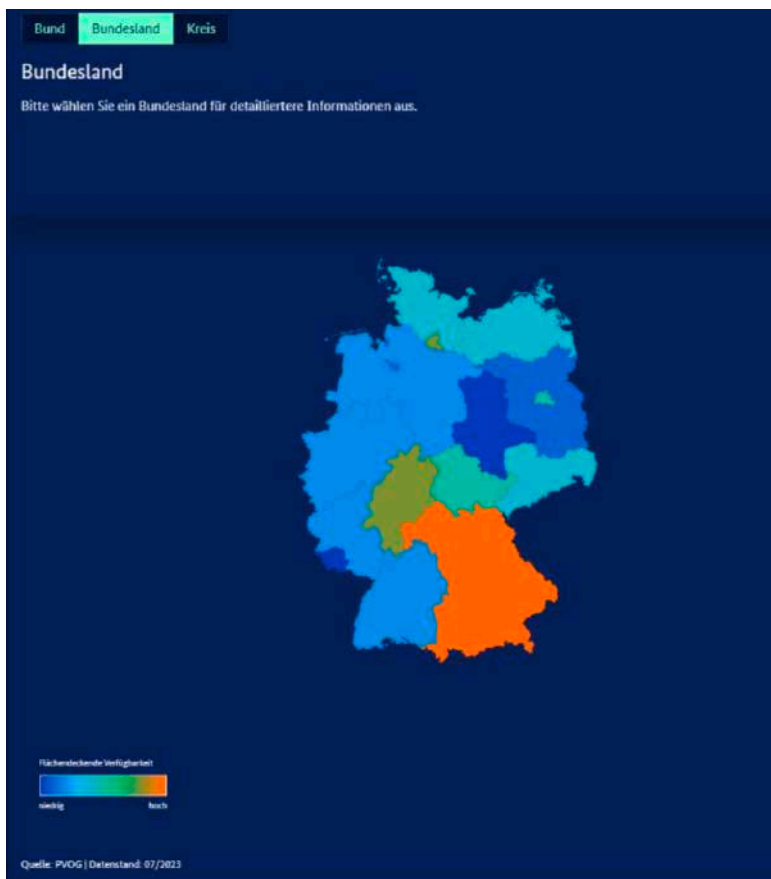 Bund Bundesland Kreis
Bundesland
Bitte wählen Sie ein Bundesland für detailliertere Informationen aus.
Flächendeckende Verfügbarkeit
niedrig hoch
Quelle: PVOG | Datenstand: 07/2023